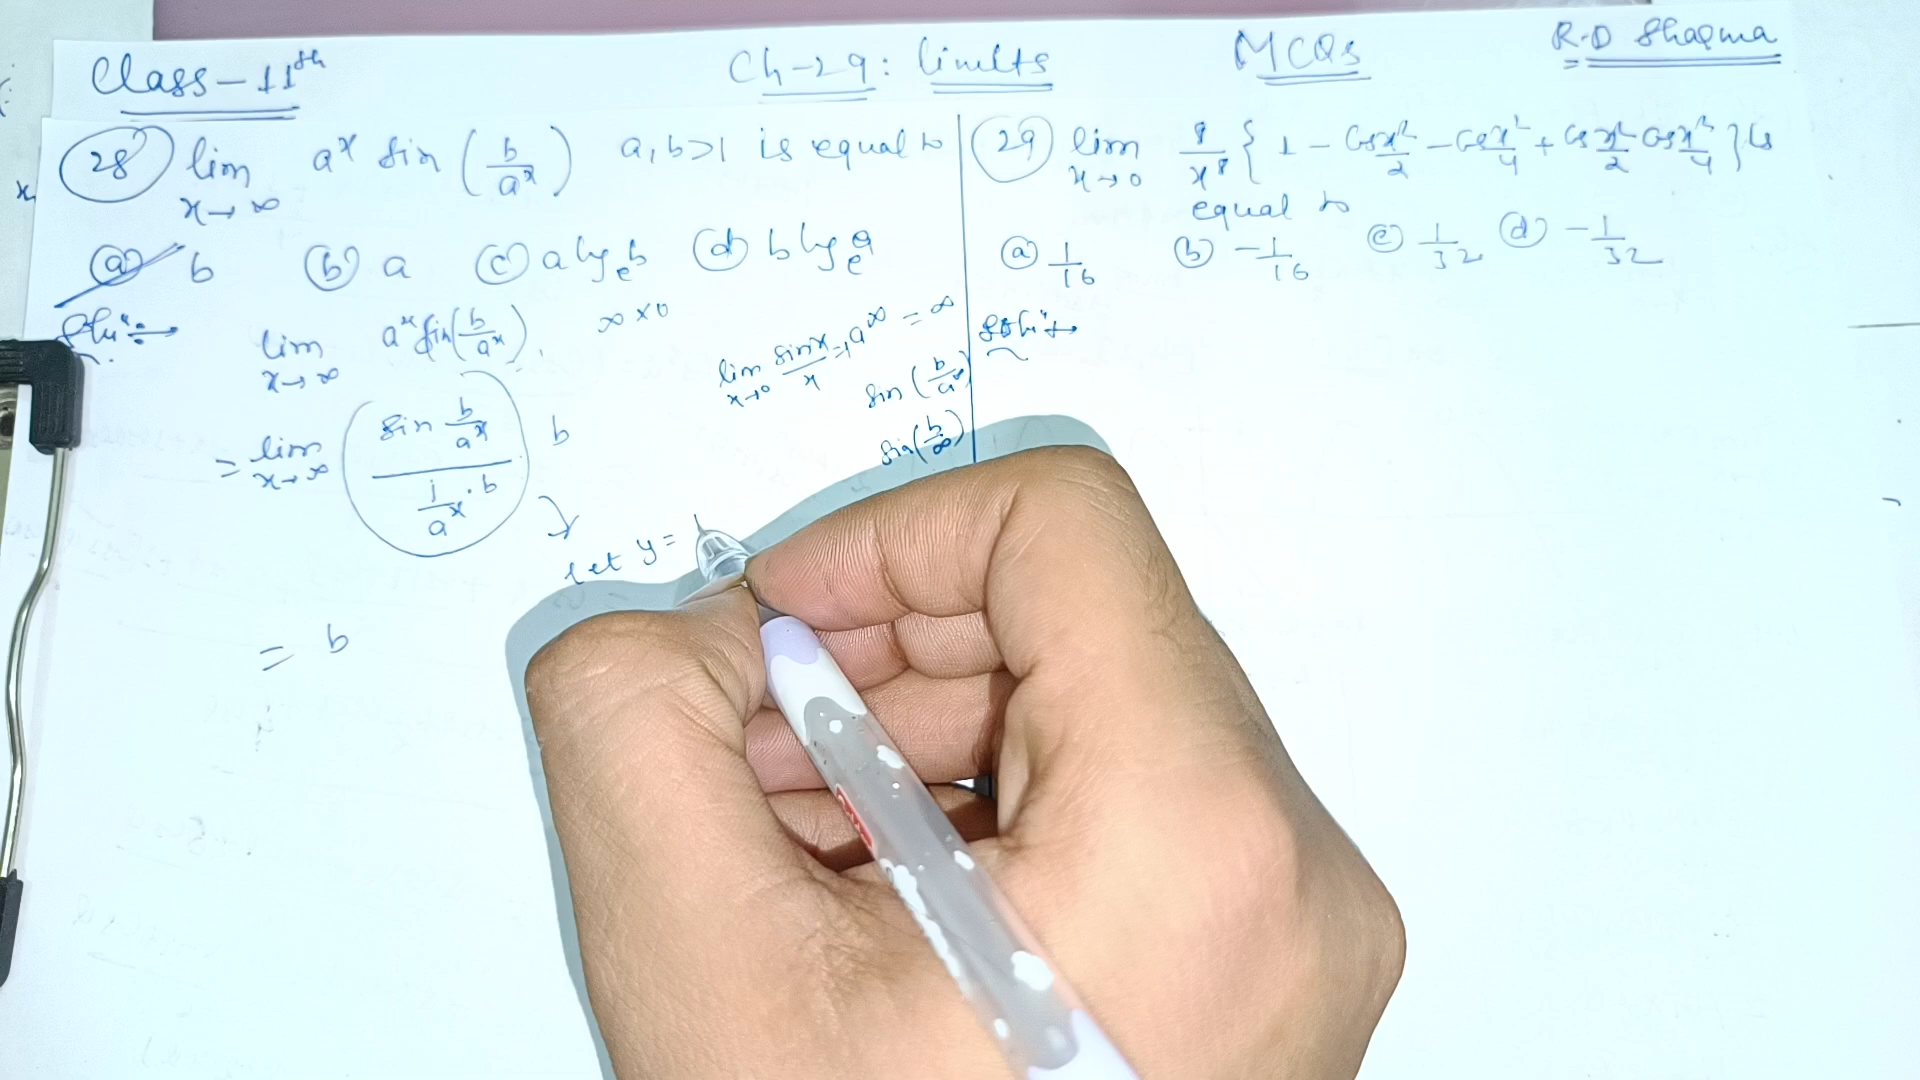 Class-11th Ch-29: limits MCQs R.D Sharma
28 lim x→∞ a^x sin (b/a^x) a,b>1 is equal to
(a) b (b) a (c) a log_e b (d) b log_e a
Solu:→ lim x→∞ a^x sin(b/a^x) ∞×0
= lim x→∞ (sin b/a^x / 1/a^x · b) b
let y =
= b
lim x→0 sinx/x = 1 a^∞ = ∞
sin (b/a^x)
sin (b/∞)
29 lim x→0 8/x^8 { 1 - cos x²/2 - cos x²/4 + cos x²/2 cos x²/4 } is
equal to
(a) 1/16 (b) -1/16 (c) 1/32 (d) -1/32
Solu:→